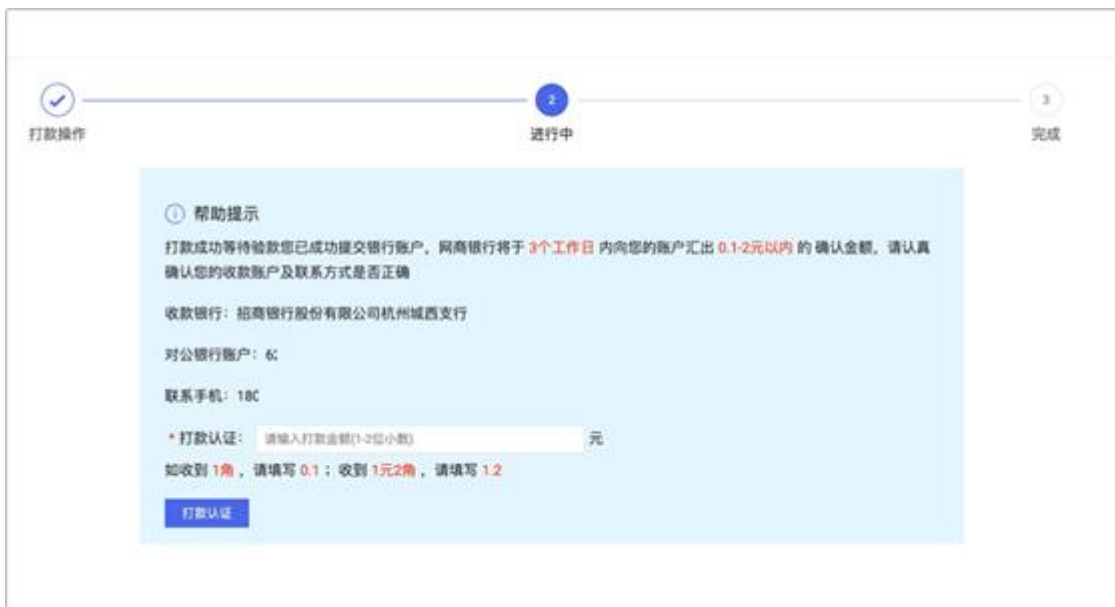 2
3
打款操作
进行中
完成
帮助提示
打款成功等待验款您已成功提交银行账户，网商银行将于 3个工作日 内向您的账户汇出 0.1-2元以内 的 确认金额，请认真
确认您的收款账户及联系方式是否正确
收款银行：招商银行股份有限公司杭州城西支行
对公银行账户：6
联系手机：180
* 打款认证： 请输入打款金额(1-2位小数) 元
如收到 1角 ，请填写 0.1 ；收到 1元2角 ，请填写 1.2
打款认证